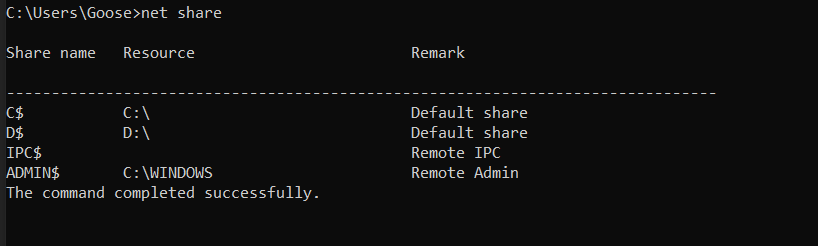 C:\Users\Goose>net share
Share name   Resource                        Remark
-------------------------------------------------------------------------------
C$           C:\                             Default share
D$           D:\                             Default share
IPC$                                         Remote IPC
ADMIN$       C:\WINDOWS                      Remote Admin
The command completed successfully.